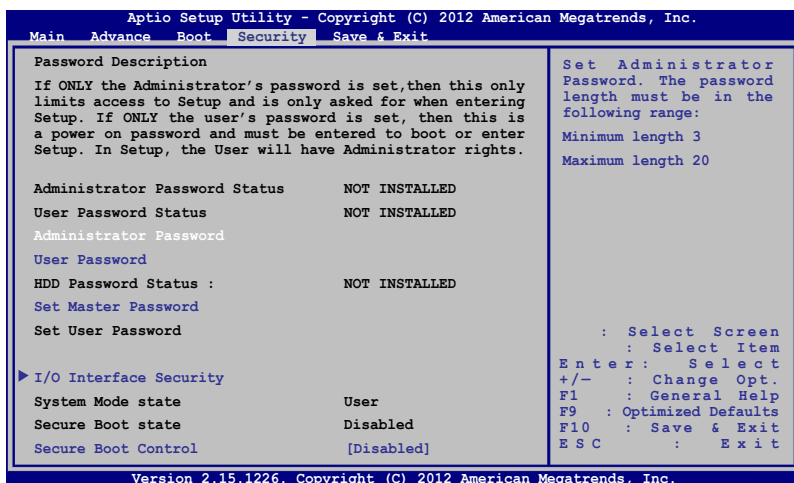 Aptio Setup Utility - Copyright (C) 2012 American Megatrends, Inc.
Main Advance Boot Security Save & Exit
Password Description
If ONLY the Administrator's password is set,then this only
limits access to Setup and is only asked for when entering
Setup. If ONLY the user's password is set, then this is
a power on password and must be entered to boot or enter
Setup. In Setup, the User will have Administrator rights.
Administrator Password Status NOT INSTALLED
User Password Status NOT INSTALLED
Administrator Password
User Password
HDD Password Status : NOT INSTALLED
Set Master Password
Set User Password
I/O Interface Security
System Mode state User
Secure Boot state Disabled
Secure Boot Control [Disabled]
Set Administrator
Password. The password
length must be in the
following range:
Minimum length 3
Maximum length 20
: Select Screen
: Select Item
Enter: Select
+/— : Change Opt.
F1 : General Help
F9 : Optimized Defaults
F10 : Save & Exit
ESC : Exit
Version 2.15.1226. Copyright (C) 2012 American Megatrends, Inc.